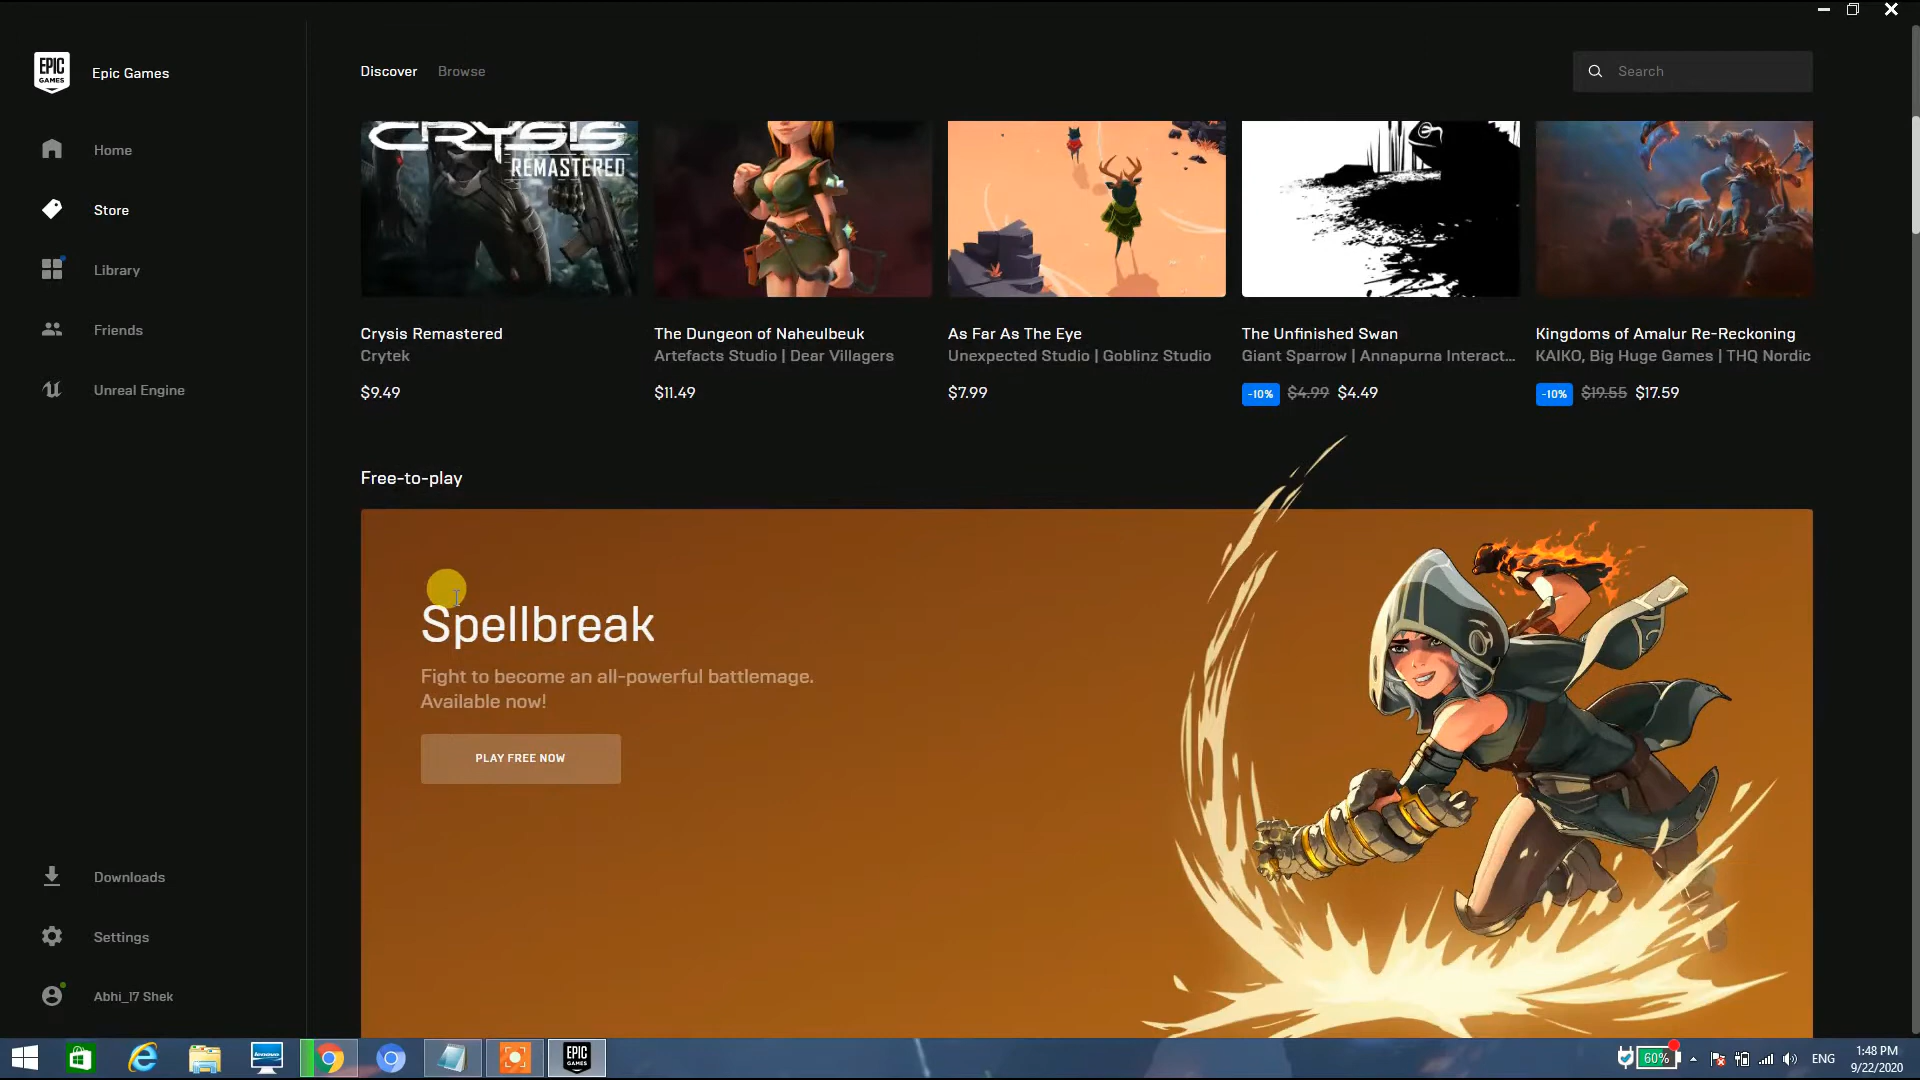 EPIC
GAMES
Epic Games
Home
Store
Library
Friends
Unreal Engine
Downloads
Settings
Abhi_17 Shek
Discover
Browse
Search
CRYSIS
REMASTERED
Crysis Remastered
Crytek
$9.49
The Dungeon of Naheulbeuk
Artefacts Studio | Dear Villagers
$11.49
As Far As The Eye
Unexpected Studio | Goblinz Studio
$7.99
The Unfinished Swan
Giant Sparrow | Annapurna Interact...
-10% $4.99 $4.49
Kingdoms of Amalur Re-Reckoning
KAIKO, Big Huge Games | THQ Nordic
-10% $19.55 $17.59
Free-to-play
Spellbreak
Fight to become an all-powerful battlemage.
Available now!
PLAY FREE NOW
lenovo
EPIC
GAMES
60%
ENG
1:48 PM
9/22/2020